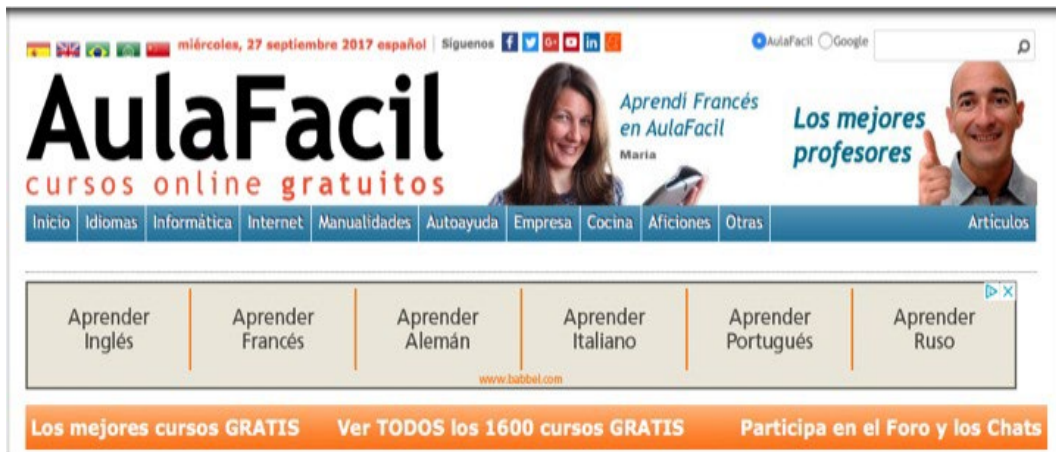 miércoles, 27 septiembre 2017 español Síguenos
AulaFacil Google
AulaFacil
cursos online gratuitos
Aprendí Francés
en AulaFacil
María
Los mejores
profesores
Inicio Idiomas Informática Internet Manualidades Autoayuda Empresa Cocina Aficiones Otras Artículos
Aprender
Inglés
Aprender
Francés
Aprender
Alemán
Aprender
Italiano
Aprender
Portugués
Aprender
Ruso
www.babbel.com
Los mejores cursos GRATIS Ver TODOS los 1600 cursos GRATIS Participa en el Foro y los Chats